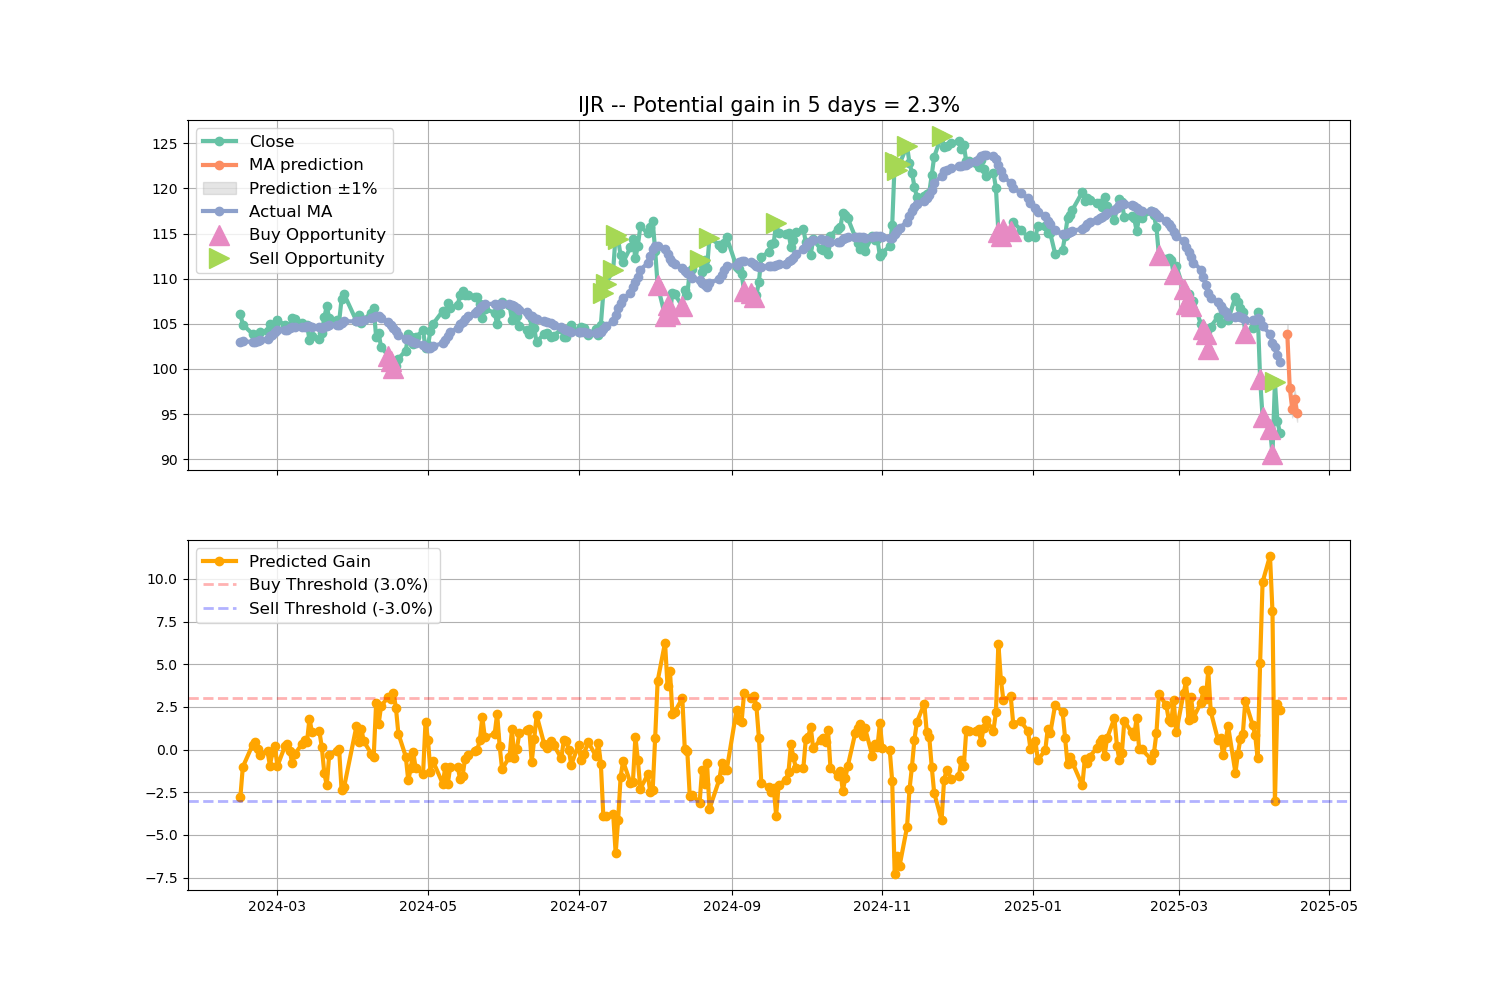 IJR -- Potential gain in 5 days = 2.3%
Close
MA prediction
Prediction ±1%
Actual MA
Buy Opportunity
Sell Opportunity
125
120
115
110
105
100
95
90
Predicted Gain
Buy Threshold (3.0%)
Sell Threshold (-3.0%)
10.0
7.5
5.0
2.5
0.0
−2.5
−5.0
−7.5
2024-03 2024-05 2024-07 2024-09 2024-11 2025-01 2025-03 2025-05